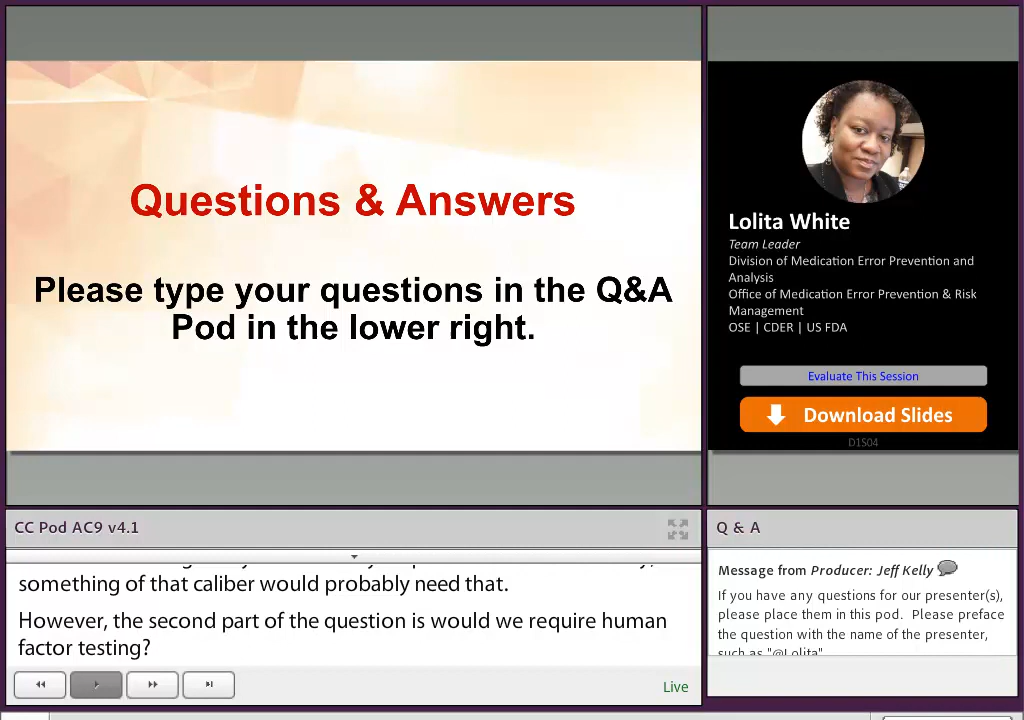 Questions & Answers
Please type your questions in the Q&A
Pod in the lower right.
Lolita White
Team Leader
Division of Medication Error Prevention and
Analysis
Office of Medication Error Prevention & Risk
Management
OSE | CDER | US FDA
Evaluate This Session
Download Slides
D1S04
CC Pod AC9 v4.1
something of that caliber would probably need that.
However, the second part of the question is would we require human
factor testing?
Live
Q & A
Message from Producer: Jeff Kelly
If you have any questions for our presenter(s),
please place them in this pod. Please preface
the question with the name of the presenter,
such as "@Lolita"